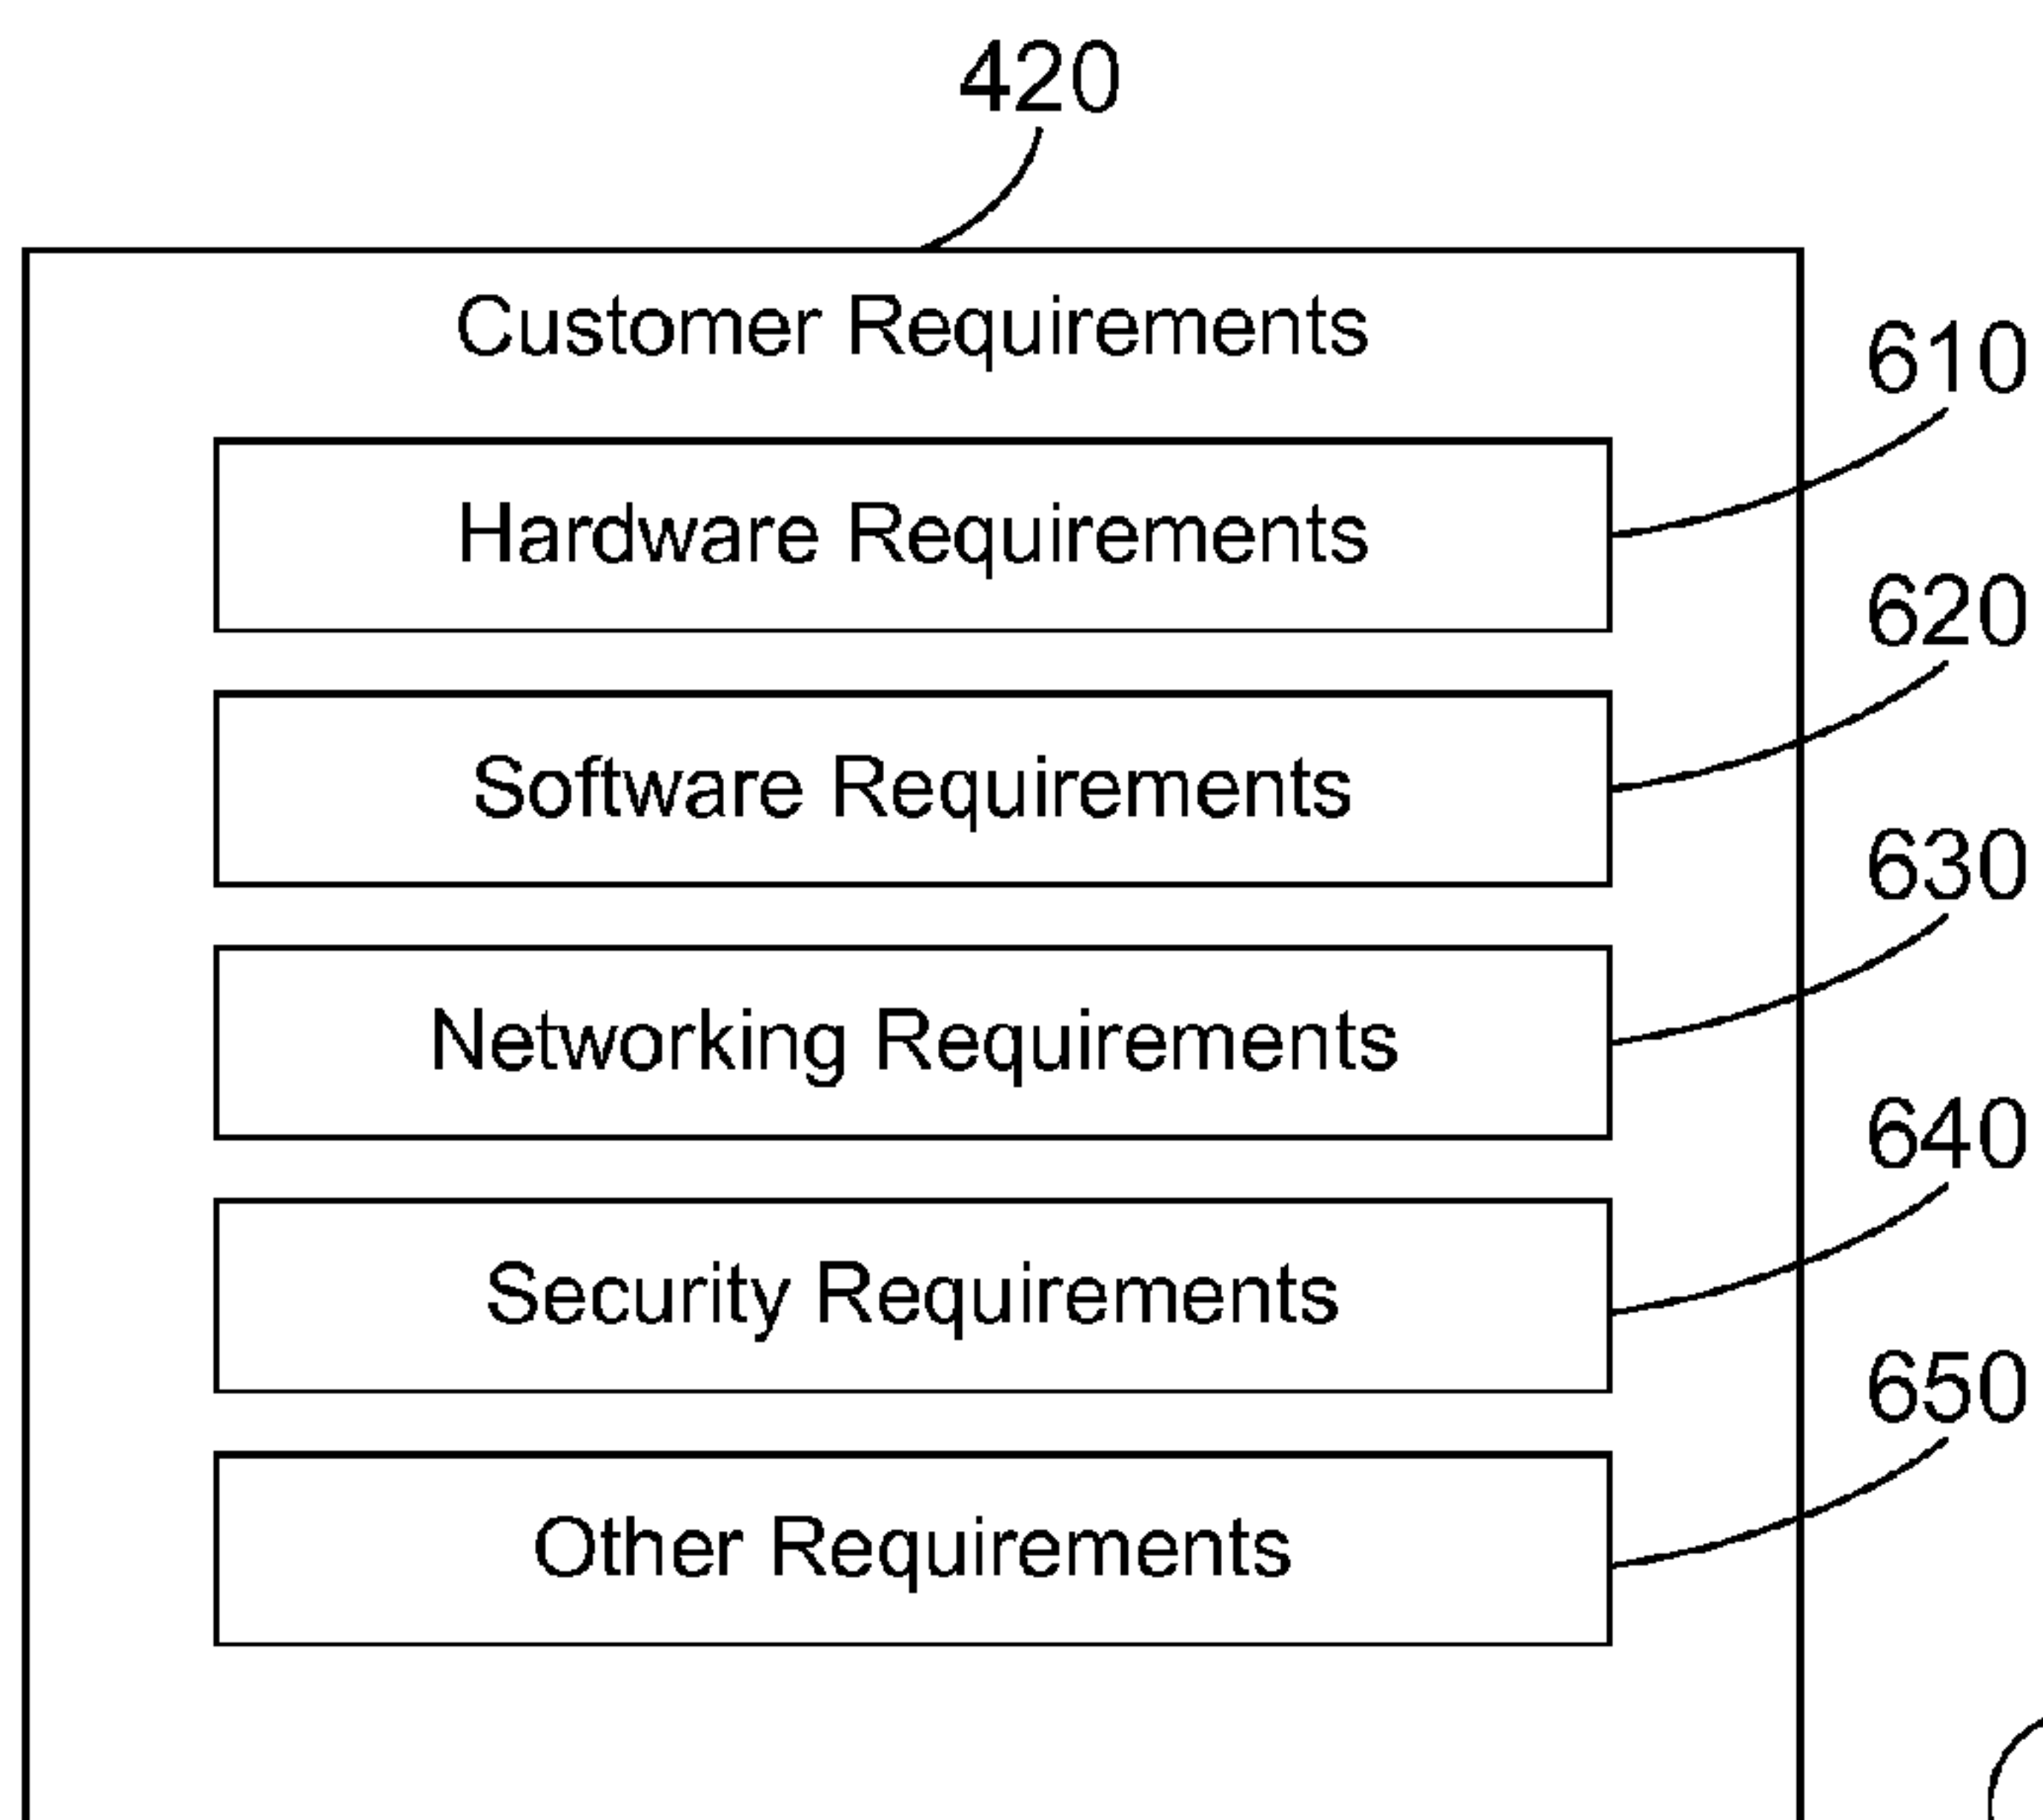 420
Customer Requirements
610
Hardware Requirements
620
Software Requirements
630
Networking Requirements
640
Security Requirements
650
Other Requirements